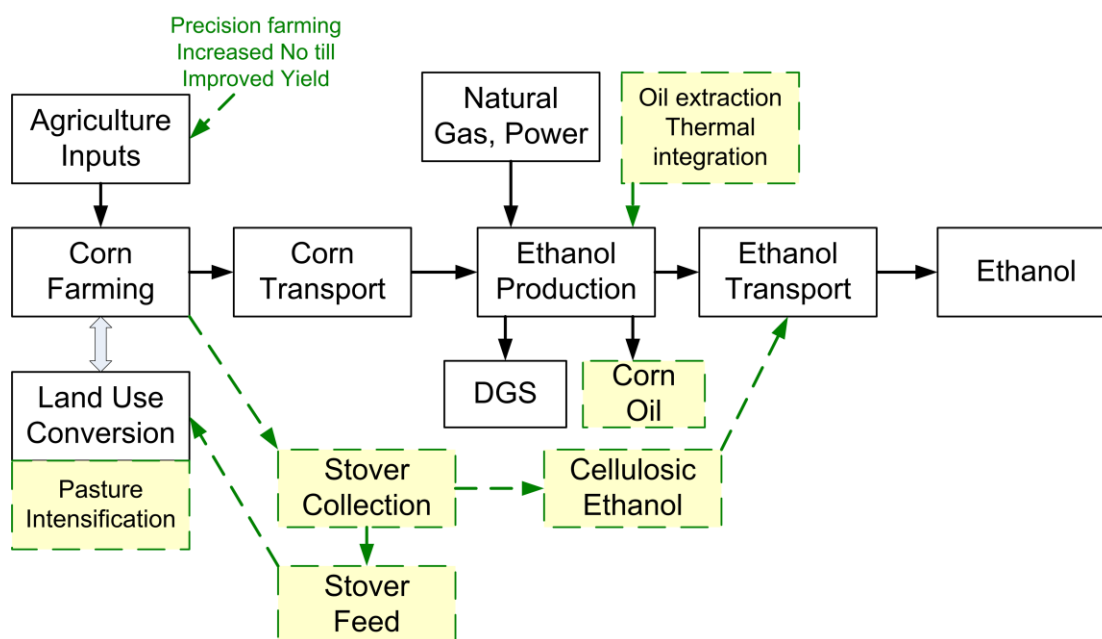 Precision farming
Increased No till
Improved Yield
Agriculture
Inputs
Natural
Gas, Power
Oil extraction
Thermal
integration
Corn
Farming
Corn
Transport
Ethanol
Production
Ethanol
Transport
Ethanol
Land Use
Conversion
DGS
Corn
Oil
Pasture
Intensification
Stover
Collection
Cellulosic
Ethanol
Stover
Feed